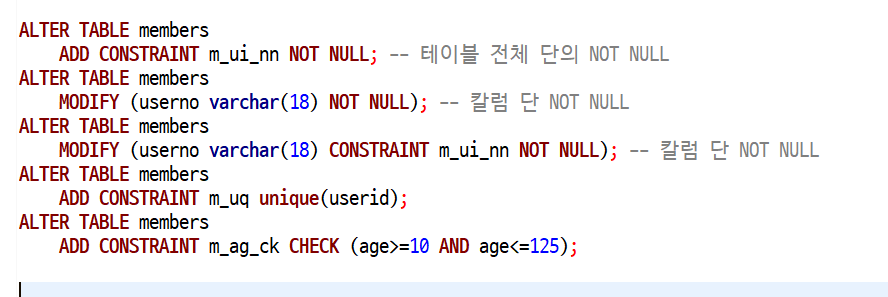 ALTER TABLE members
    ADD CONSTRAINT m_ui_nn NOT NULL; -- 테이블 전체 단의 NOT NULL
ALTER TABLE members
    MODIFY (userno varchar(18) NOT NULL); -- 칼럼 단 NOT NULL
ALTER TABLE members
    MODIFY (userno varchar(18) CONSTRAINT m_ui_nn NOT NULL); -- 칼럼 단 NOT NULL
ALTER TABLE members
    ADD CONSTRAINT m_uq unique(userid);
ALTER TABLE members
    ADD CONSTRAINT m_ag_ck CHECK (age>=10 AND age<=125);